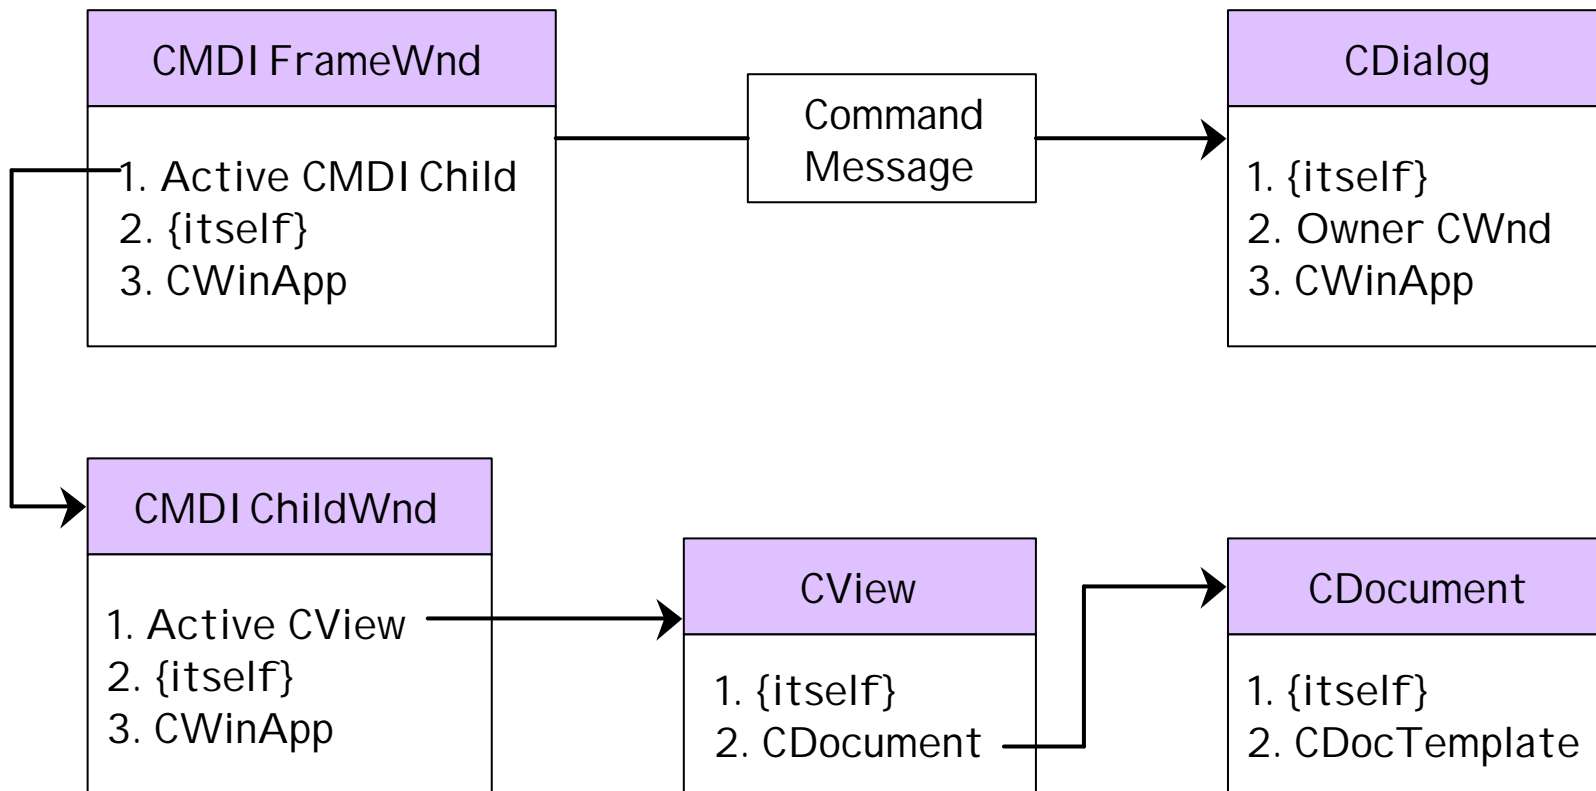 CMDIFrameWnd
1. Active CMDIChild
2. {itself}
3. CWinApp
Command
Message
CDialog
1. {itself}
2. Owner CWnd
3. CWinApp
CMDIChildWnd
1. Active CView
2. {itself}
3. CWinApp
CView
1. {itself}
2. CDocument
CDocument
1. {itself}
2. CDocTemplate